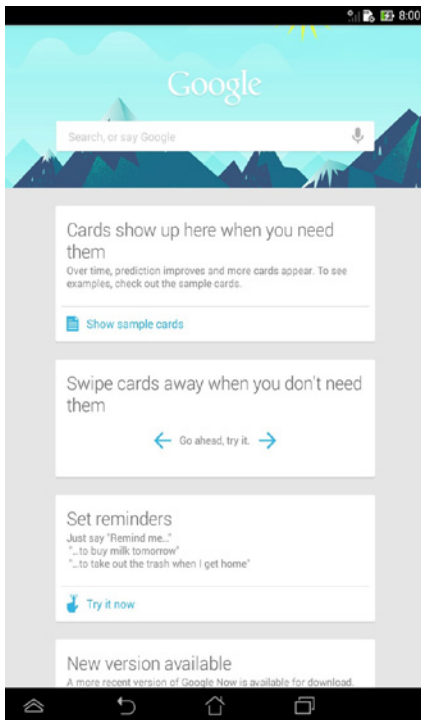 8:00
Google
Search, or say Google
Cards show up here when you need
them
Over time, prediction improves and more cards appear. To see
examples, check out the sample cards.
Show sample cards
Swipe cards away when you don't need
them
Go ahead, try it.
Set reminders
Just say "Remind me..."
"...to buy milk tomorrow"
"...to take out the trash when I get home"
Try it now
New version available
A more recent version of Google Now is available for download.